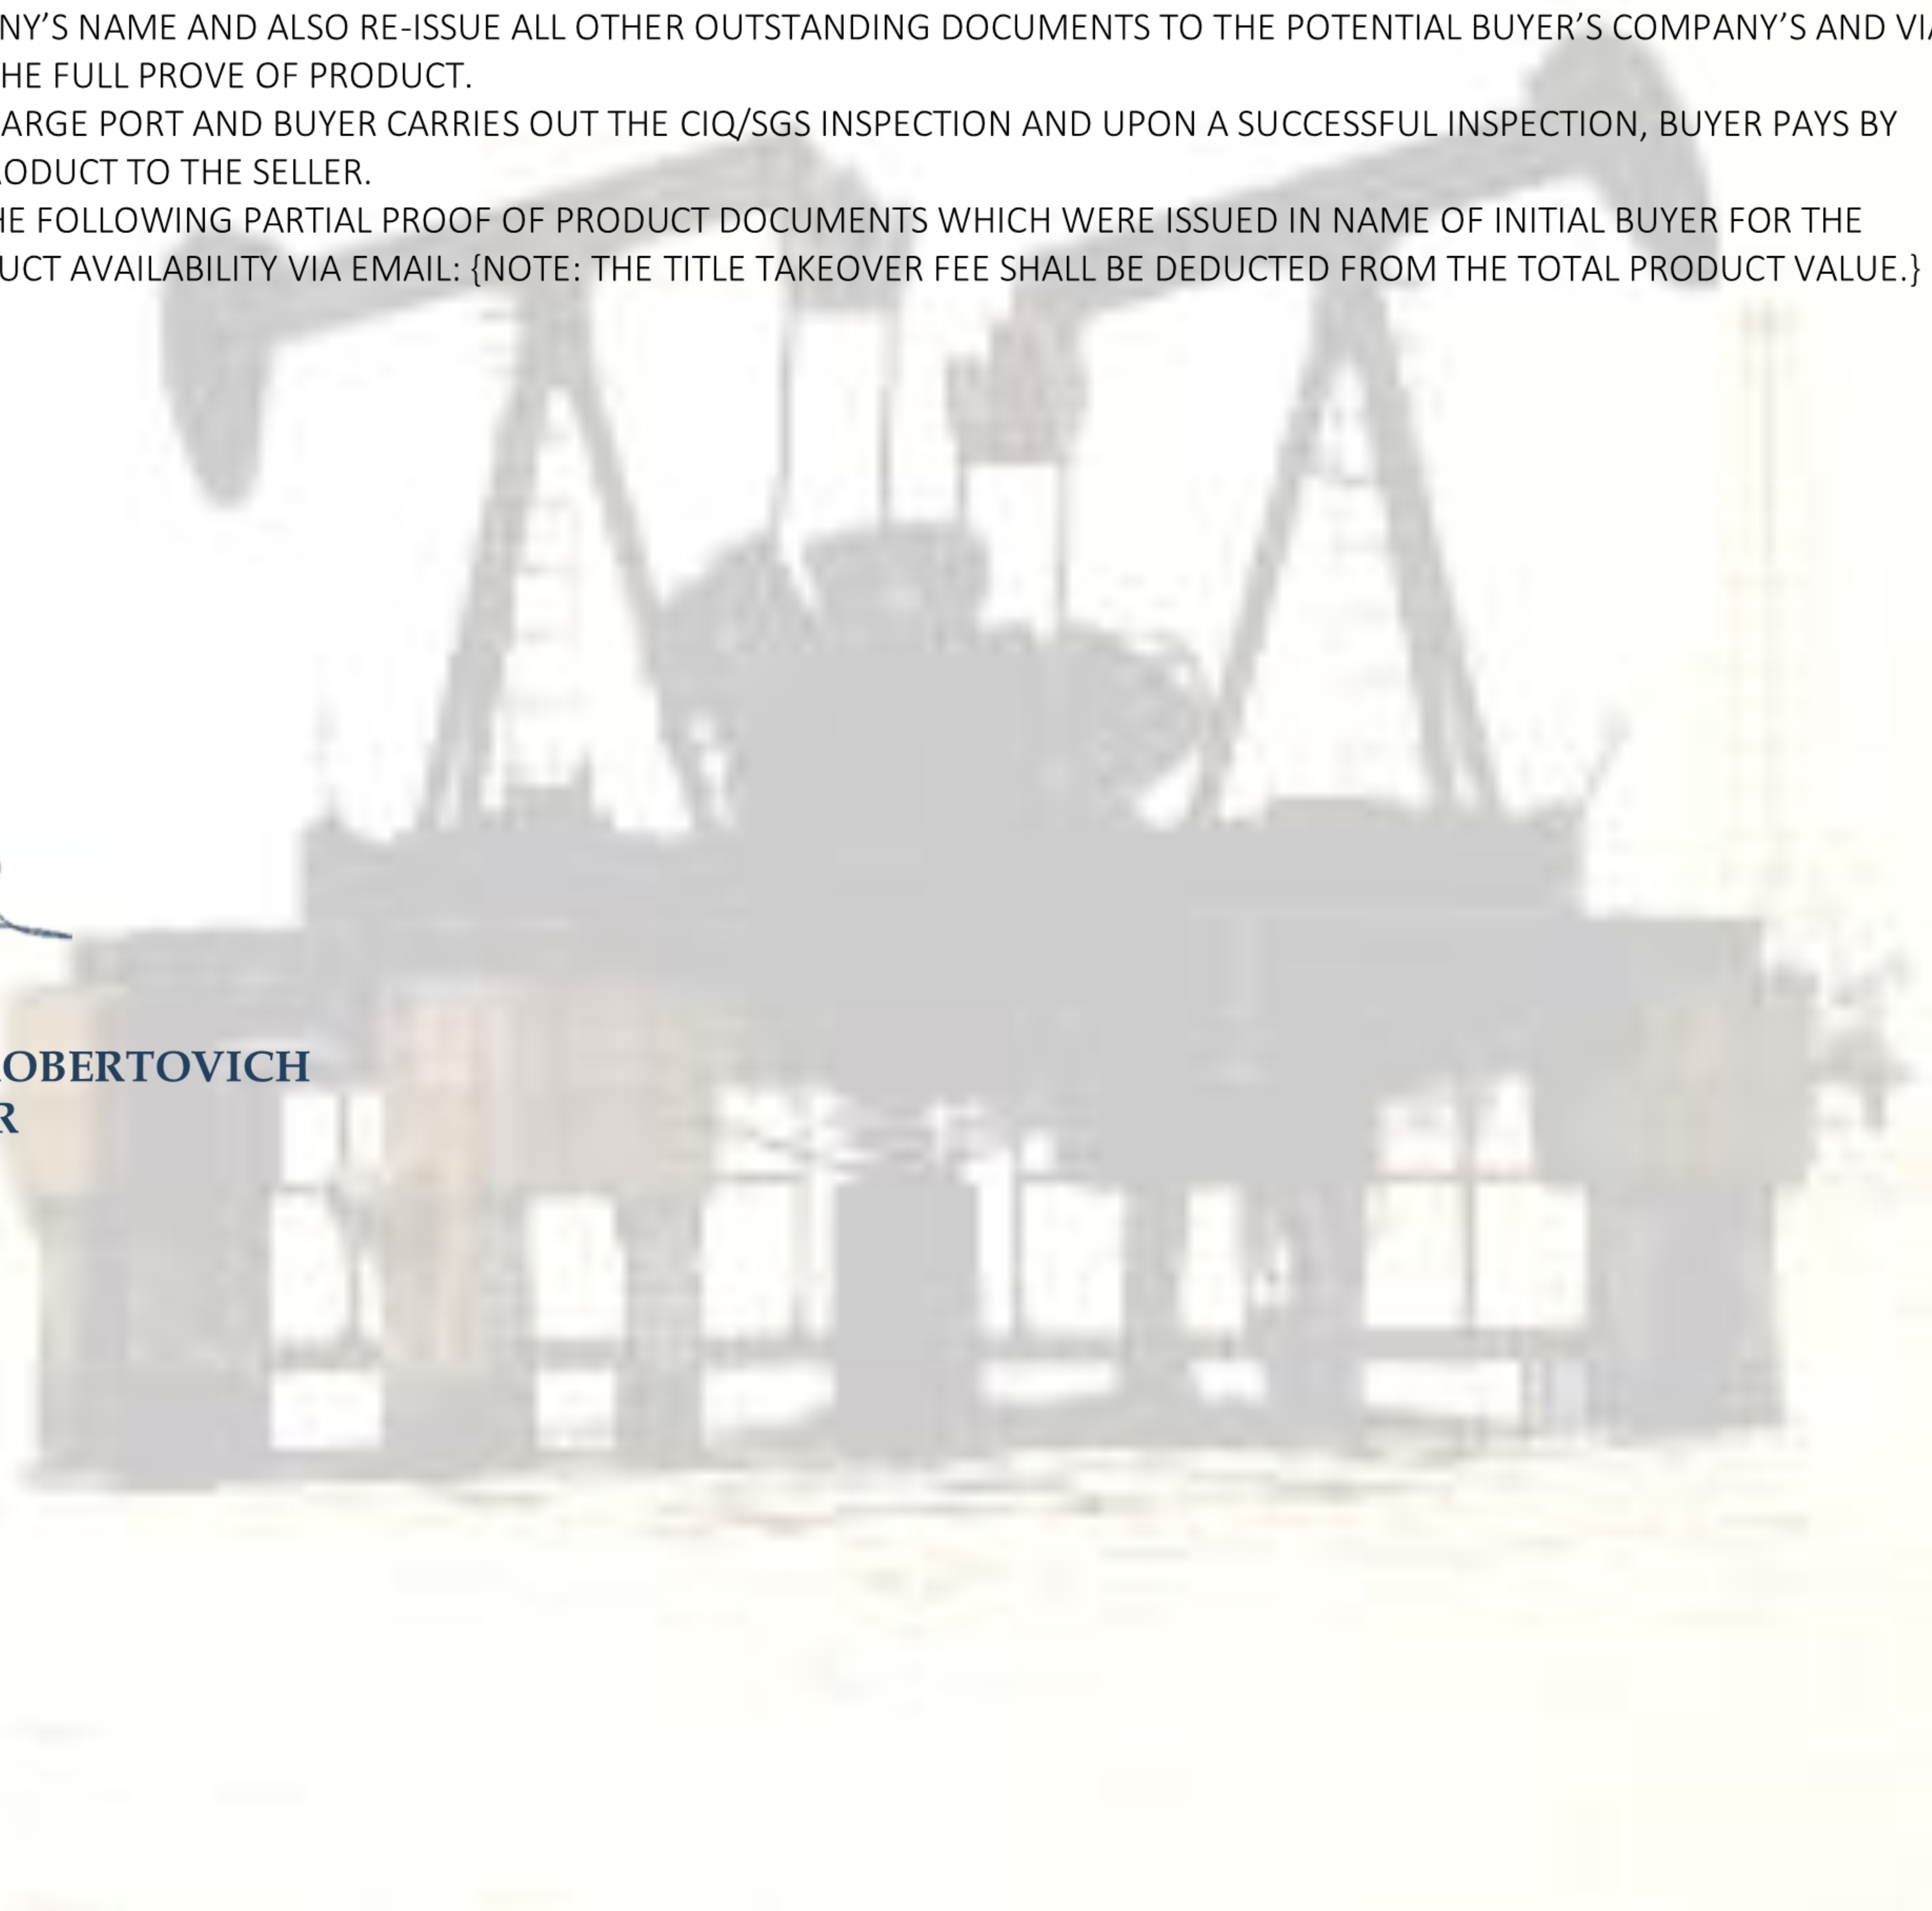 NY’S NAME AND ALSO RE-ISSUE ALL OTHER OUTSTANDING DOCUMENTS TO THE POTENTIAL BUYER’S COMPANY’S AND VIA
HE FULL PROVE OF PRODUCT.
ARGE PORT AND BUYER CARRIES OUT THE CIQ/SGS INSPECTION AND UPON A SUCCESSFUL INSPECTION, BUYER PAYS BY
ODUCT TO THE SELLER.
HE FOLLOWING PARTIAL PROOF OF PRODUCT DOCUMENTS WHICH WERE ISSUED IN NAME OF INITIAL BUYER FOR THE
UCT AVAILABILITY VIA EMAIL: {NOTE: THE TITLE TAKEOVER FEE SHALL BE DEDUCTED FROM THE TOTAL PRODUCT VALUE.}
OBERTOVICH
R